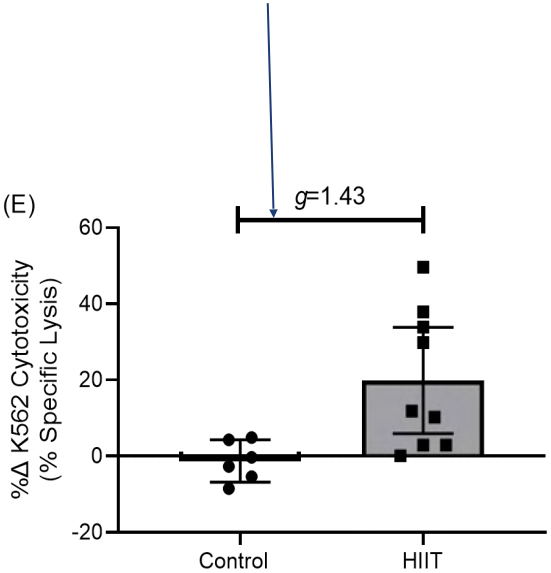 g=1.43
(E)
60
40
20
0
-20
%Δ K562 Cytotoxicity
(% Specific Lysis)
Control
HIIT